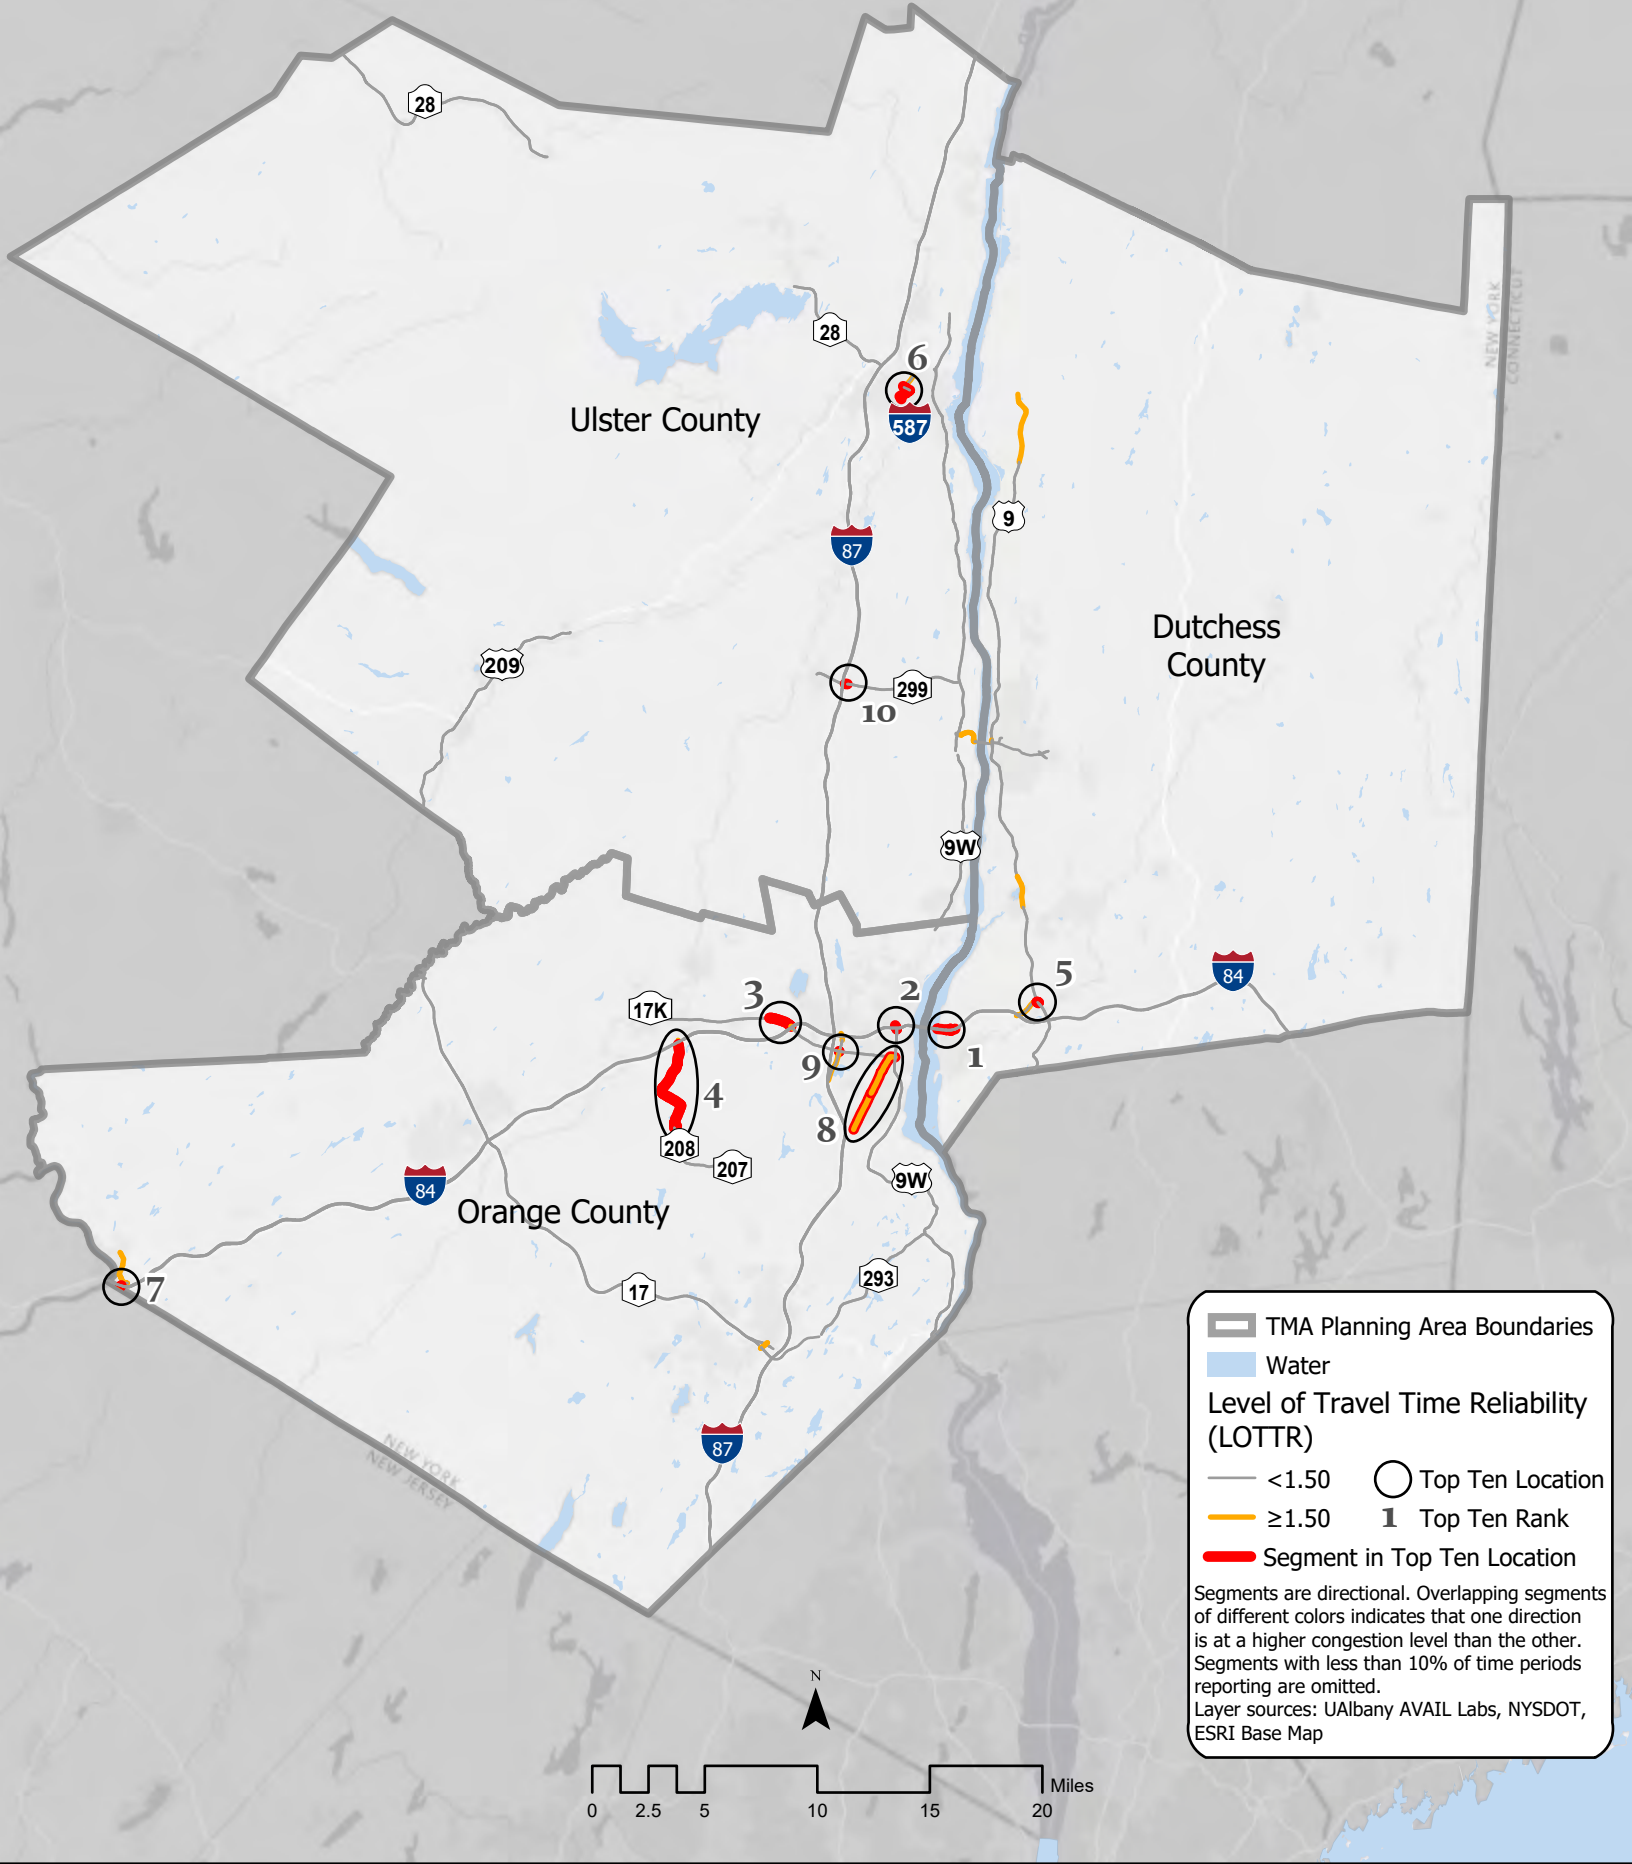 28
28
6
Ulster County
587
NEW YORK
CONNECTICUT
9
87
Dutchess
County
209
299
10
9W
5
84
3
2
17K
9
1
4
8
208
207
84
9W
Orange County
293
7
17
NEW YORK
NEW JERSEY
87
TMA Planning Area Boundaries
Water
Level of Travel Time Reliability
(LOTTR)
<1.50
Top Ten Location
≥1.50
1 Top Ten Rank
Segment in Top Ten Location
Segments are directional. Overlapping segments
of different colors indicates that one direction
is at a higher congestion level than the other.
Segments with less than 10% of time periods
reporting are omitted.
Layer sources: UAlbany AVAIL Labs, NYSDOT,
ESRI Base Map
N
Miles
0 2.5 5 10 15 20